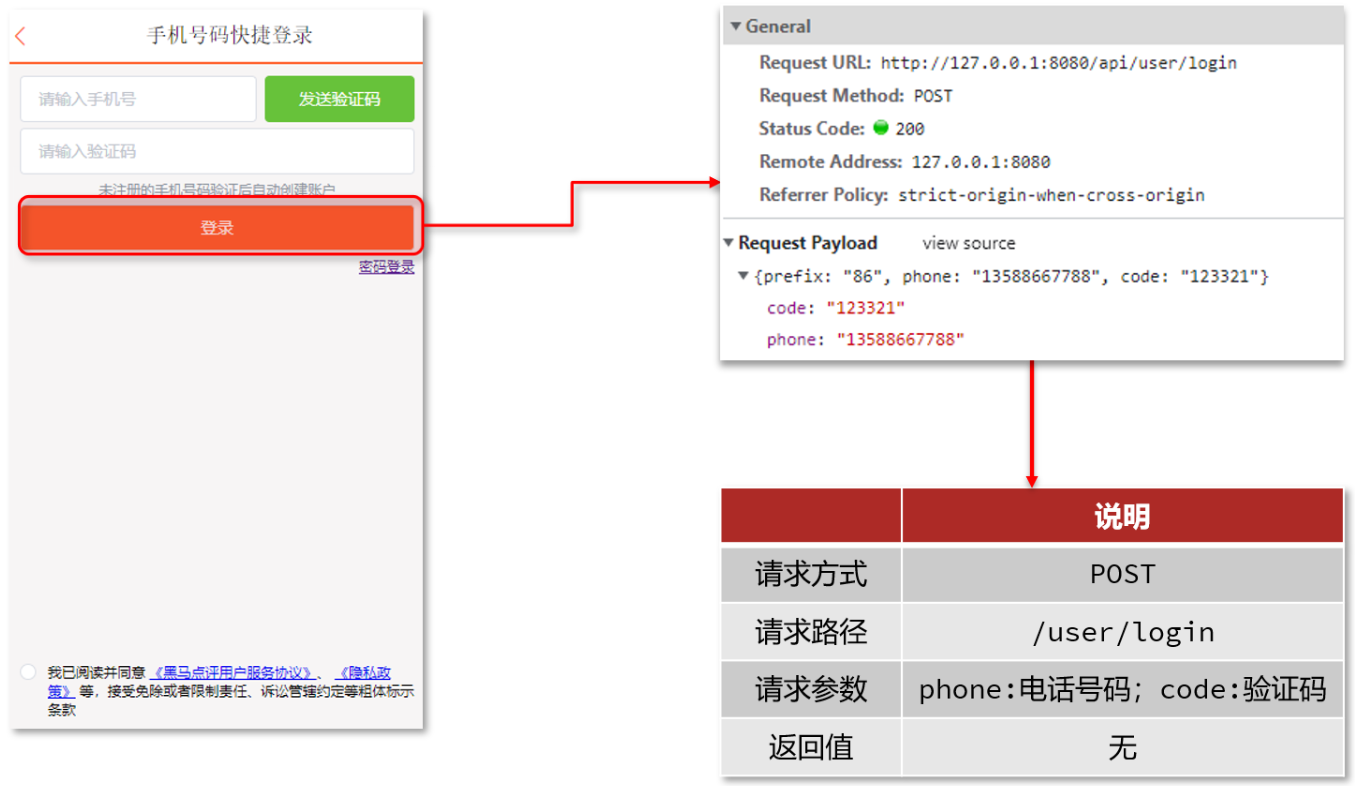 手机号码快捷登录
请输入手机号
发送验证码
请输入验证码
未注册的手机号码验证后自动创建账户
登录
密码登录
我已阅读并同意《黑马点评用户服务协议》、《隐私政
策》等，接受免除或者限制责任、诉讼管辖约定等粗体标示
条款
General
Request URL: http://127.0.0.1:8080/api/user/login
Request Method: POST
Status Code: 200
Remote Address: 127.0.0.1:8080
Referrer Policy: strict-origin-when-cross-origin
Request Payload view source
{prefix: "86", phone: "13588667788", code: "123321"}
code: "123321"
phone: "13588667788"
说明
请求方式 POST
请求路径 /user/login
请求参数 phone:电话号码；code:验证码
返回值 无